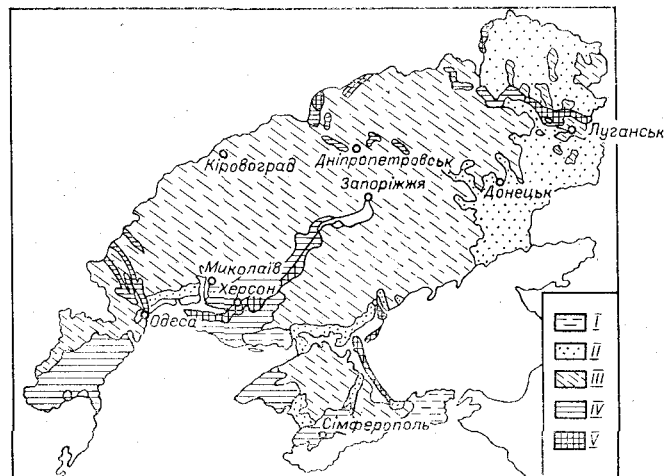 Луганськ
Кіровоград
Дніпропетровськ
Запоріжжя
Донецьк
Миколаїв
Херсон
Одеса
Сімферополь
I
II
III
IV
V